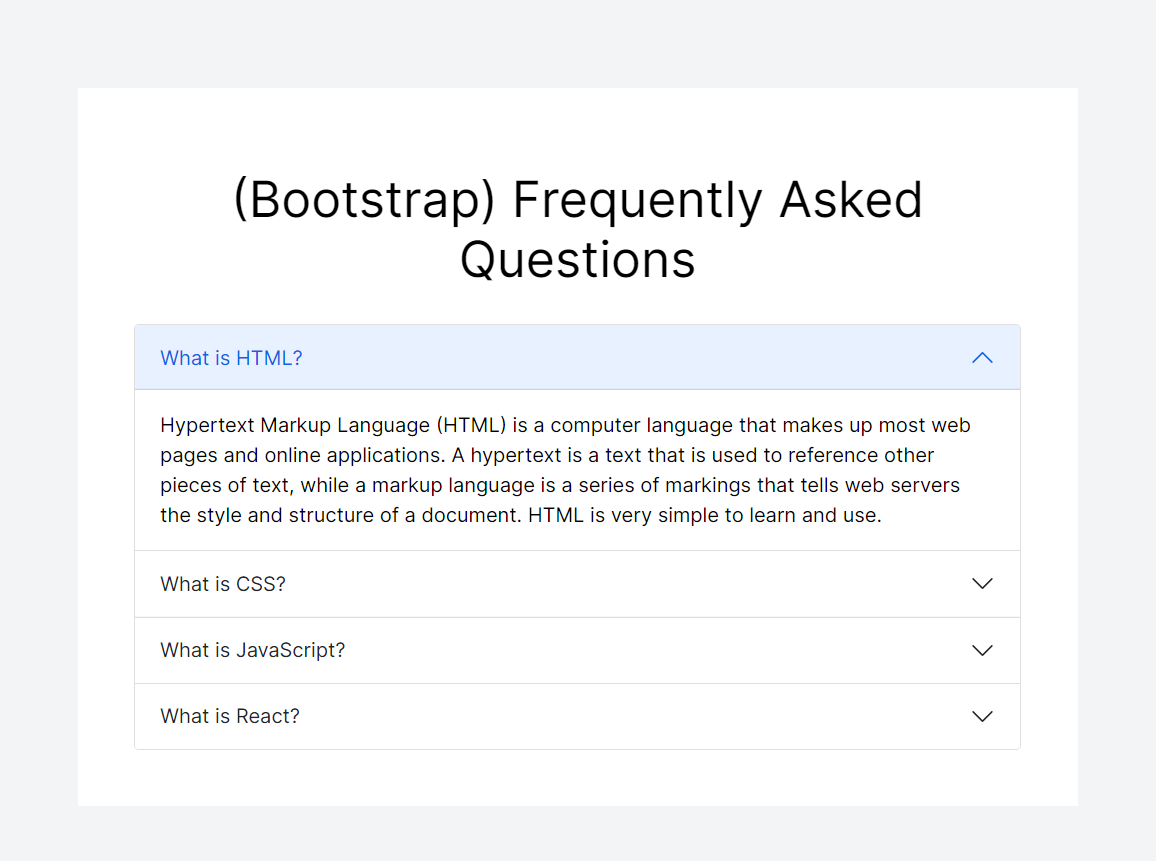 (Bootstrap) Frequently Asked
Questions
What is HTML?
Hypertext Markup Language (HTML) is a computer language that makes up most web
pages and online applications. A hypertext is a text that is used to reference other
pieces of text, while a markup language is a series of markings that tells web servers
the style and structure of a document. HTML is very simple to learn and use.
What is CSS?
What is JavaScript?
What is React?